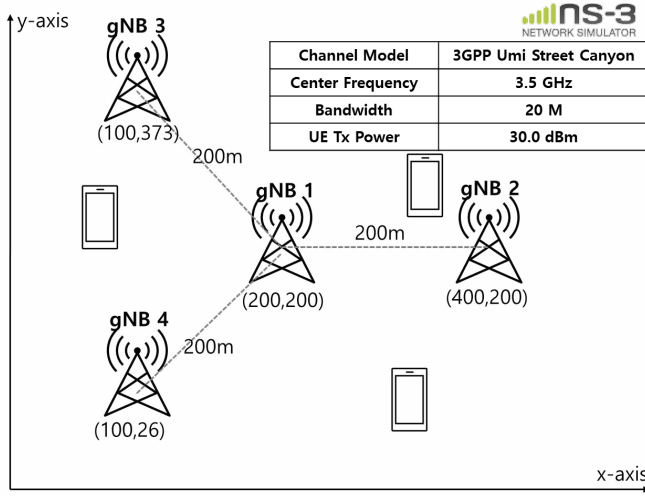 y-axis
gNB 3
ns-3
NETWORK SIMULATOR
Channel Model 3GPP Umi Street Canyon
Center Frequency 3.5 GHz
Bandwidth 20 M
UE Tx Power 30.0 dBm
(100,373)
200m
gNB 1
gNB 2
200m
(200,200)
(400,200)
gNB 4
200m
(100,26)
x-axis